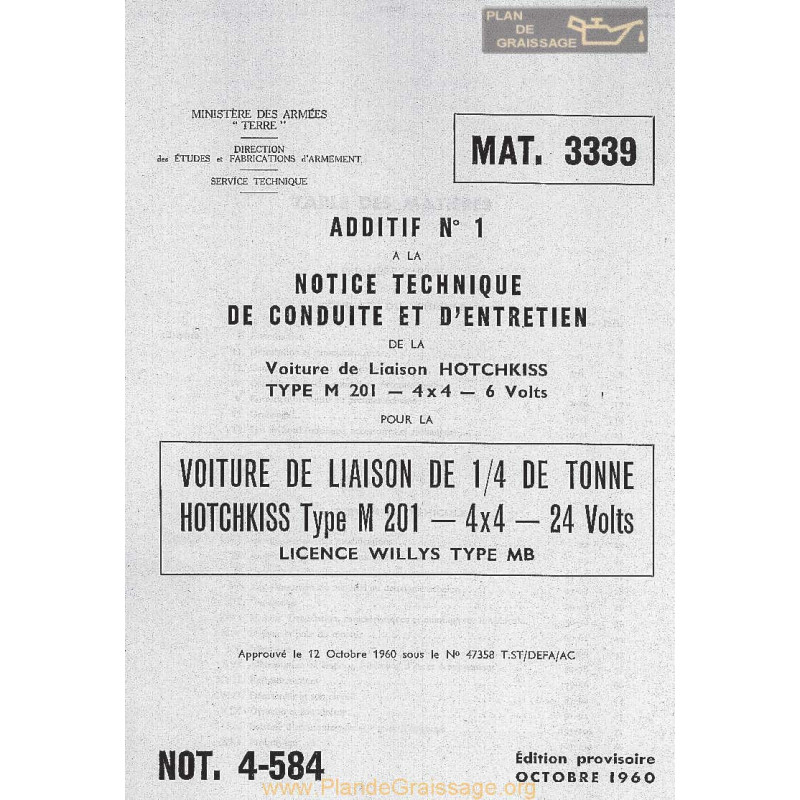 PLAN
DE
GRAISSAGE
MINISTÈRE DES ARMÉES
" TERRE "
DIRECTION
des ÉTUDES et FABRICATIONS d'ARMEMENT
SERVICE TECHNIQUE
MAT. 3339
TABLE DES MATIÈRES
ADDITIF N° 1
A LA
NOTICE TECHNIQUE
DE CONDUITE ET D'ENTRETIEN
DE LA
Voiture de Liaison HOTCHKISS
TYPE M 201 — 4x4 — 6 Volts
POUR LA
VOITURE DE LIAISON DE 1/4 DE TONNE
HOTCHKISS Type M 201 — 4x4 — 24 Volts
LICENCE WILLYS TYPE MB
Approuvé le 12 Octobre 1960 sous le No 47358 T.ST/DEFA/AC
NOT. 4-584
Édition provisoire
OCTOBRE 1960
www.PlandeGraissage.org